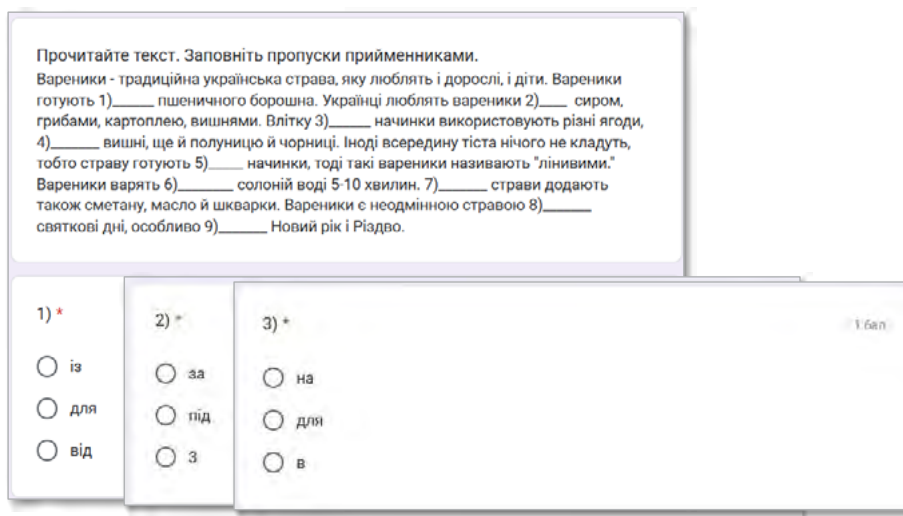 Прочитайте текст. Заповніть пропуски прийменниками.
Вареники - традиційна українська страва, яку люблять і дорослі, і діти. Вареники
готують 1)_____ пшеничного борошна. Українці люблять вареники 2)____ сиром,
грибами, картоплею, вишнями. Влітку 3)_____ начинки використовують різні ягоди,
4)______ вишні, ще й полуницю й чорниці. Іноді всередину тіста нічого не кладуть,
тобто страву готують 5)____ начинки, тоді такі вареники називають "лінивими."
Вареники варять 6)_______ солоній воді 5-10 хвилин. 7)______ страви додають
також сметану, масло й шкварки. Вареники є неодмінною стравою 8)______
святкові дні, особливо 9)______ Новий рік і Різдво.
1) *
із
для
від
2) *
за
під
з
3) *
1 бал
на
для
в